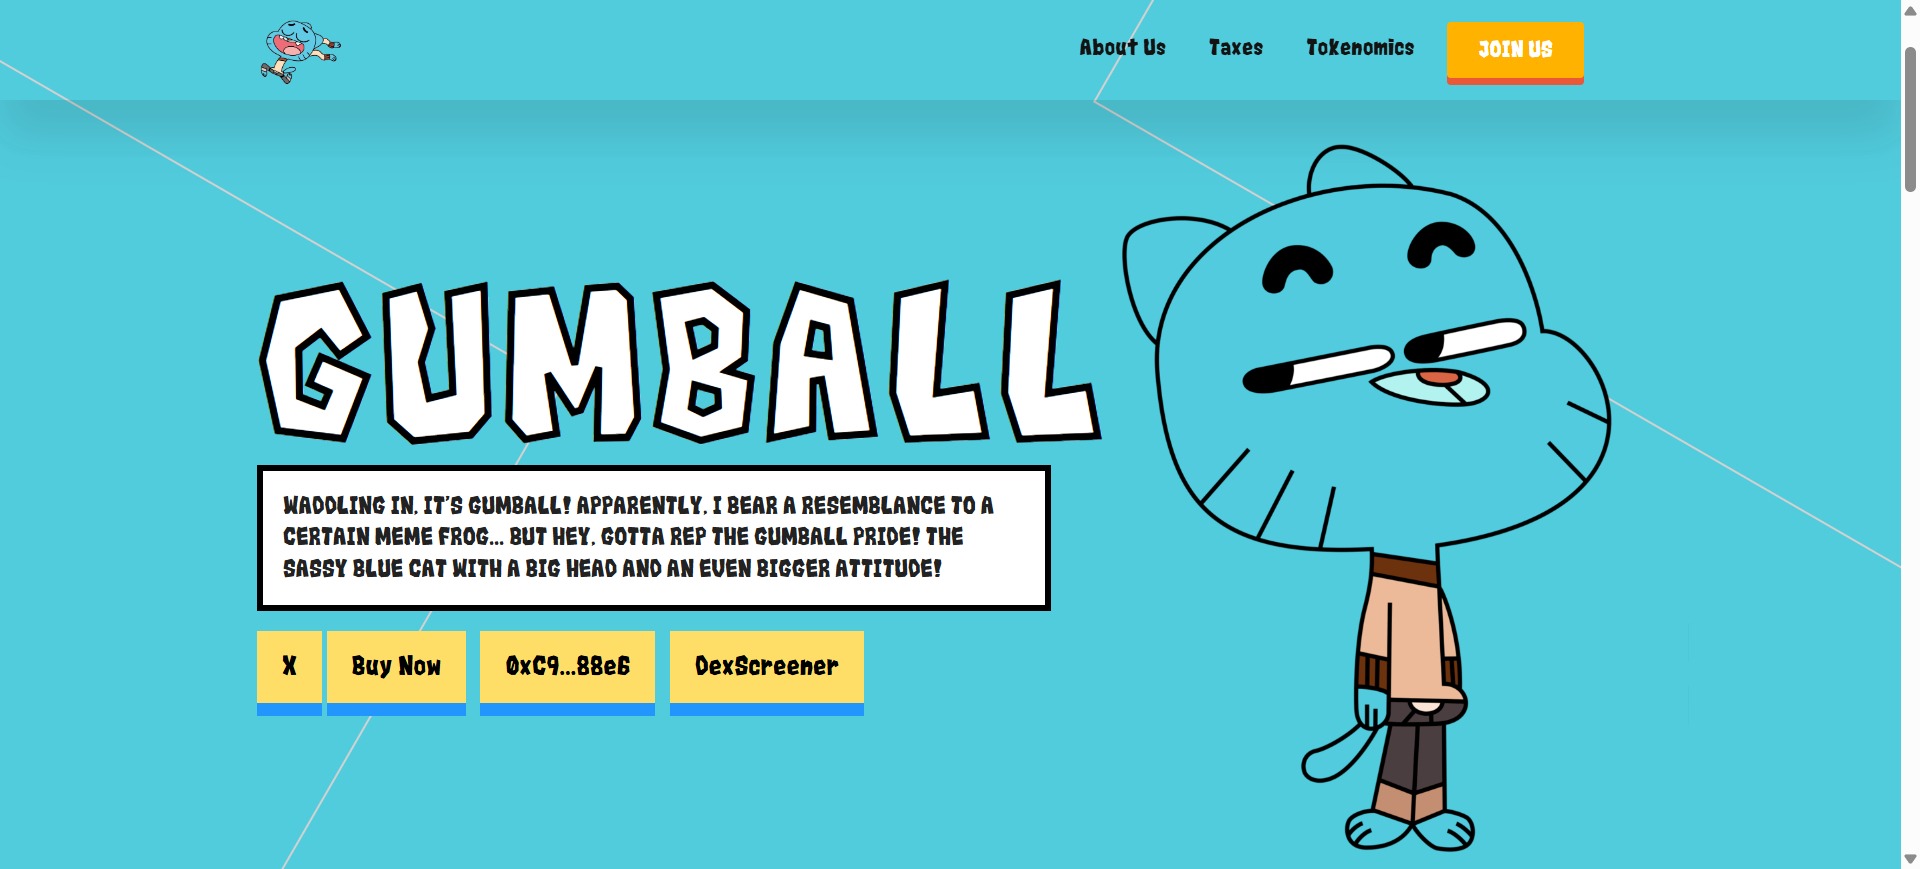 About Us
Taxes
Tokenomics
JOIN US
GUMBALL
WADDLING IN, IT'S GUMBALL! APPARENTLY, I BEAR A RESEMBLANCE TO A
CERTAIN MEME FROG... BUT HEY, GOTTA REP THE GUMBALL PRIDE! THE
SASSY BLUE CAT WITH A BIG HEAD AND AN EVEN BIGGER ATTITUDE!
X
Buy Now
0xC9...88e6
DexScreener